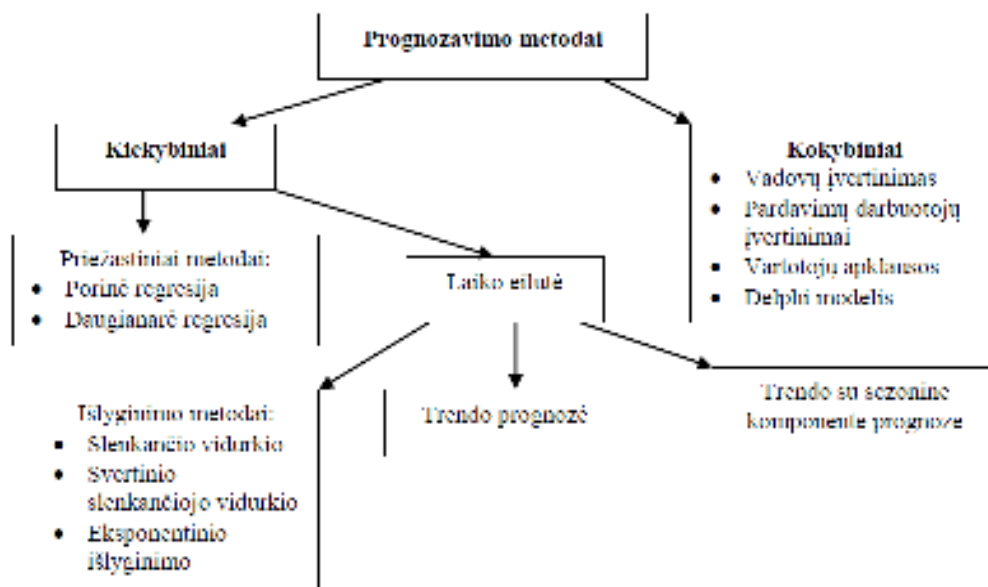 Prognozavimo metodai
Kiekybiniai
Kokybiniai
• Vadovų įvertinimas
• Pardavimų darbuotojų
įvertinimai
• Vartotojų apklausos
• Delphi modelis
Priežastiniai metodai:
• Porinė regresija
• Daugianarė regresija
Laiko eilutė
Išlyginimo metodai:
• Slenkančio vidurkio
• Svertinio
slenkančiojo vidurkio
• Eksponentinio
išlyginimo
Trendo prognozė
Trendo su sezonine
komponente prognozė